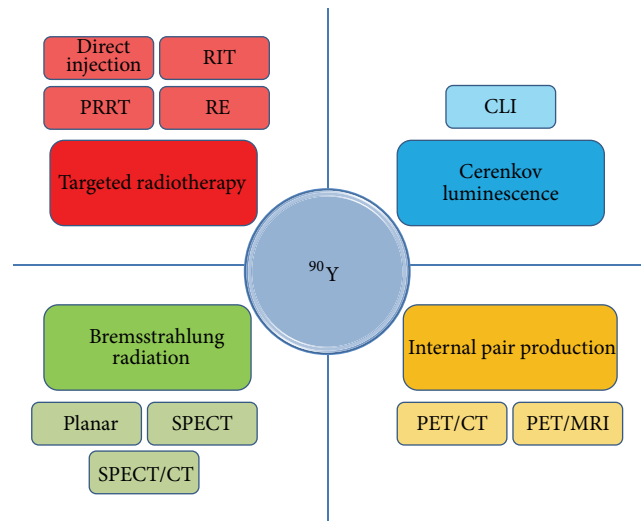 Direct
injection
RIT
PRRT
RE
Targeted radiotherapy
CLI
Cerenkov
luminescence
⁹⁰Y
Bremsstrahlung
radiation
Planar
SPECT
SPECT/CT
Internal pair production
PET/CT
PET/MRI